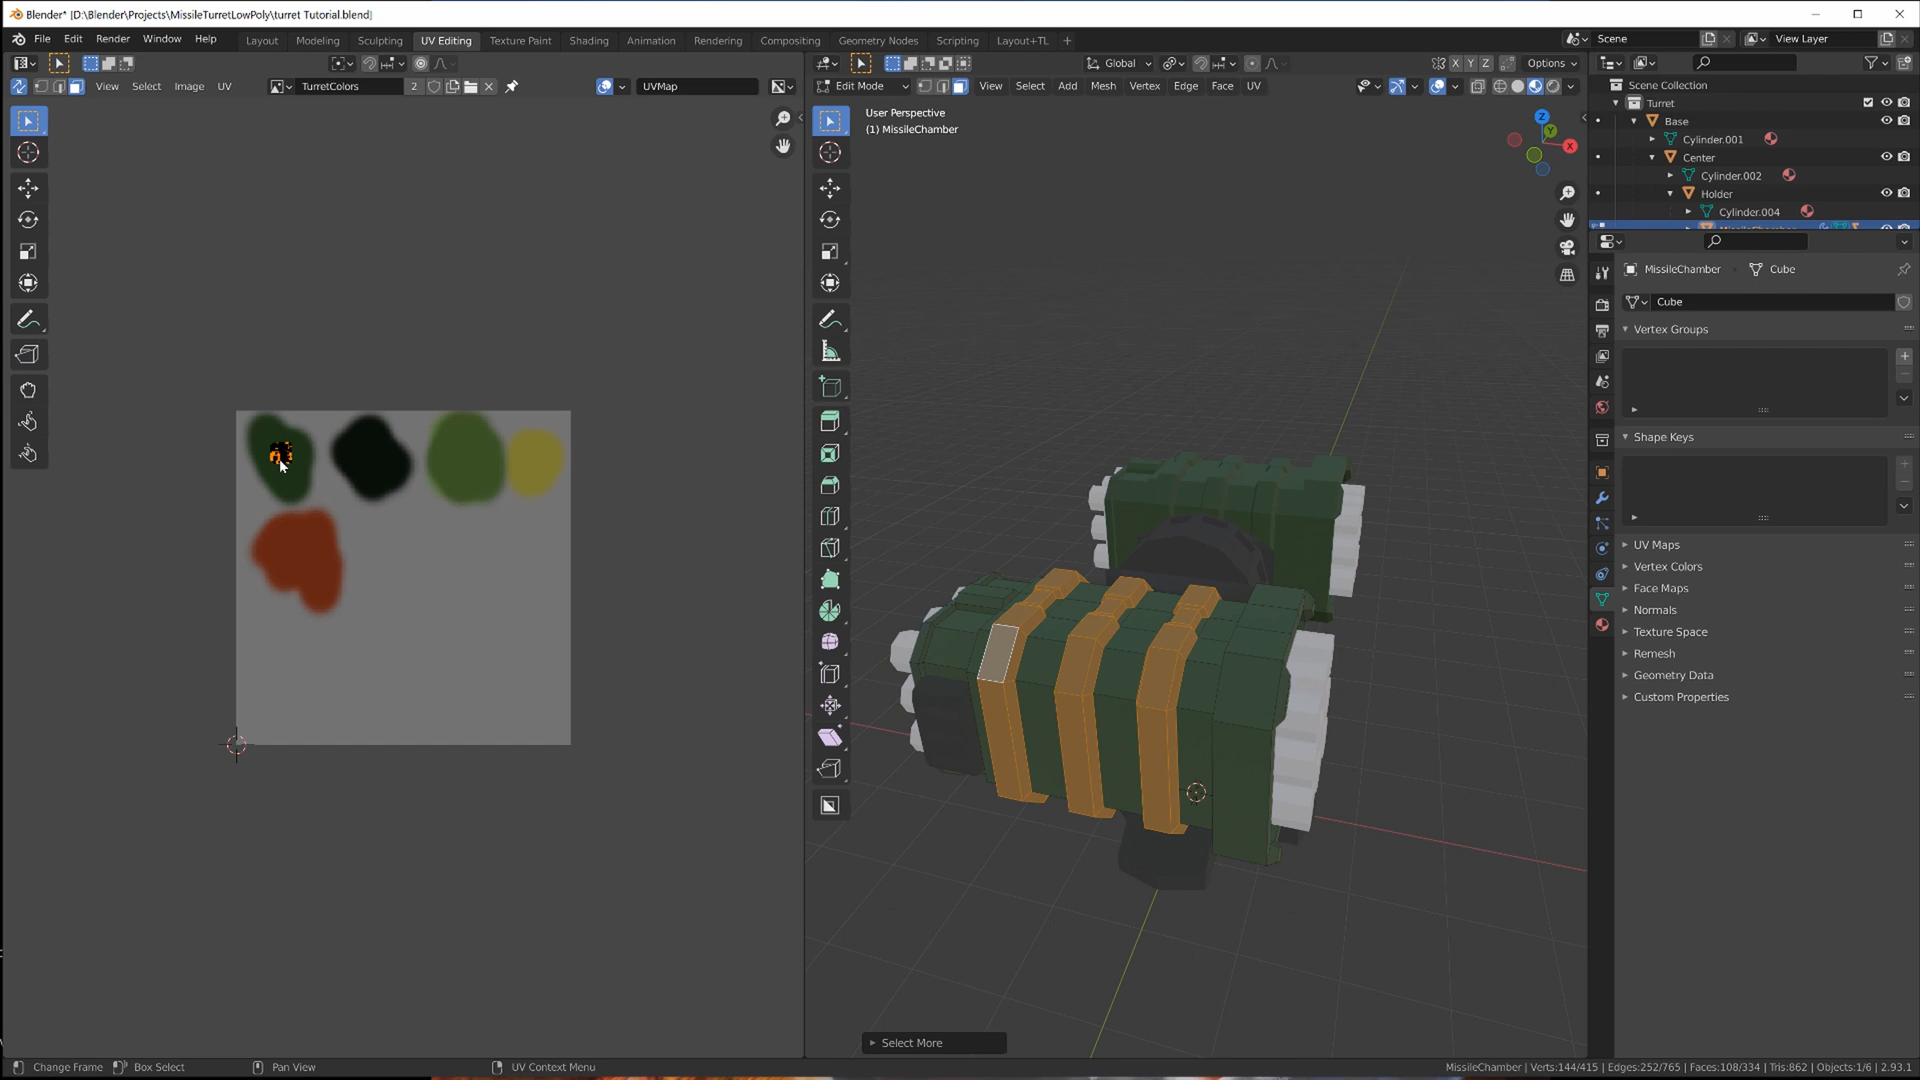 Blender* [D:\Blender\Projects\MissileTurretLowPoly\turret Tutorial.blend]
File Edit Render Window Help
Layout Modeling Sculpting UV Editing Texture Paint Shading Animation Rendering Compositing Geometry Nodes Scripting Layout+TL +
Scene
View Layer
Global
X Y Z
Options
View Select Image UV
TurretColors 2
UVMap
Edit Mode
View Select Add Mesh Vertex Edge Face UV
Scene Collection
Turret
Base
Cylinder.001
Center
Cylinder.002
Holder
Cylinder.004
User Perspective
(1) MissileChamber
Z
Y
X
MissileChamber Cube
Cube
Vertex Groups
Shape Keys
UV Maps
Vertex Colors
Face Maps
Normals
Texture Space
Remesh
Geometry Data
Custom Properties
Select More
Change Frame Box Select Pan View UV Context Menu
MissileChamber | Verts:144/415 | Edges:252/765 | Faces:108/334 | Tris:862 | Objects:1/6 | 2.93.1